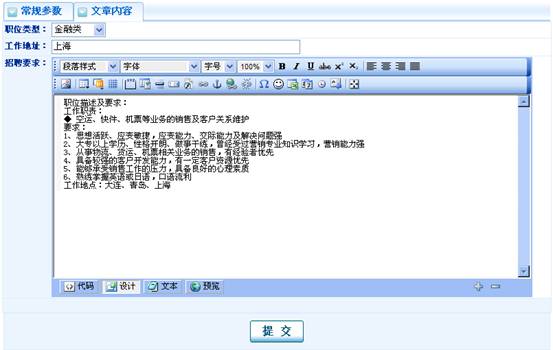 常规参数 文章内容
职位类型： 金融类
工作地址： 上海
招聘要求： 段落样式 字体 字号 100% B I U abc x² x₂
职位描述及要求：
工作职责：
◆ 空运、快件、机票等业务的销售及客户关系维护
要求：
1、思想活跃、应变敏捷，应变能力、交际能力及解决问题强
2、大专以上学历、性格开朗、做事干练，曾经受过营销专业知识学习，营销能力强
3、从事物流、货运、机票相关业务的销售，有经验者优先
4、具备较强的客户开发能力，有一定客户资源优先
5、能够承受销售工作的压力，具备良好的心理素质
6、熟练掌握英语或日语，口语流利
工作地点：大连、青岛、上海
代码 设计 文本 预览
提 交